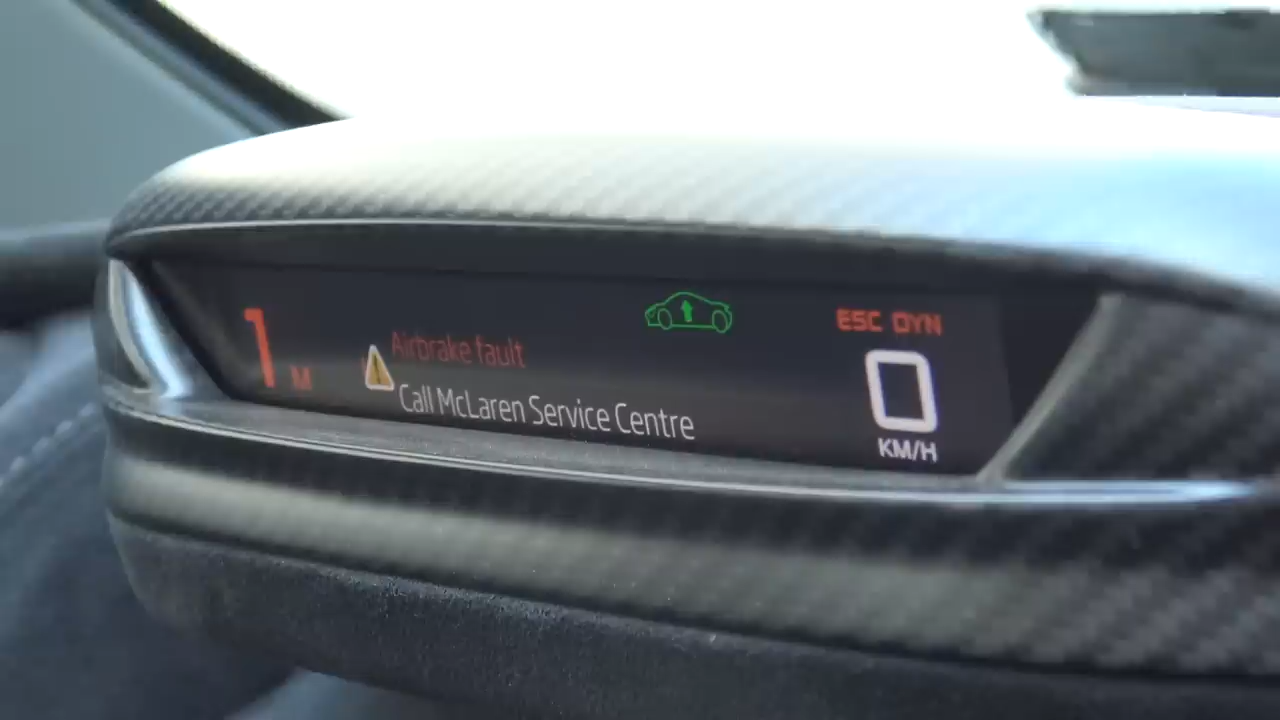 1 M
Airbrake fault
Call McLaren Service Centre
ESC DYN
0
KM/H